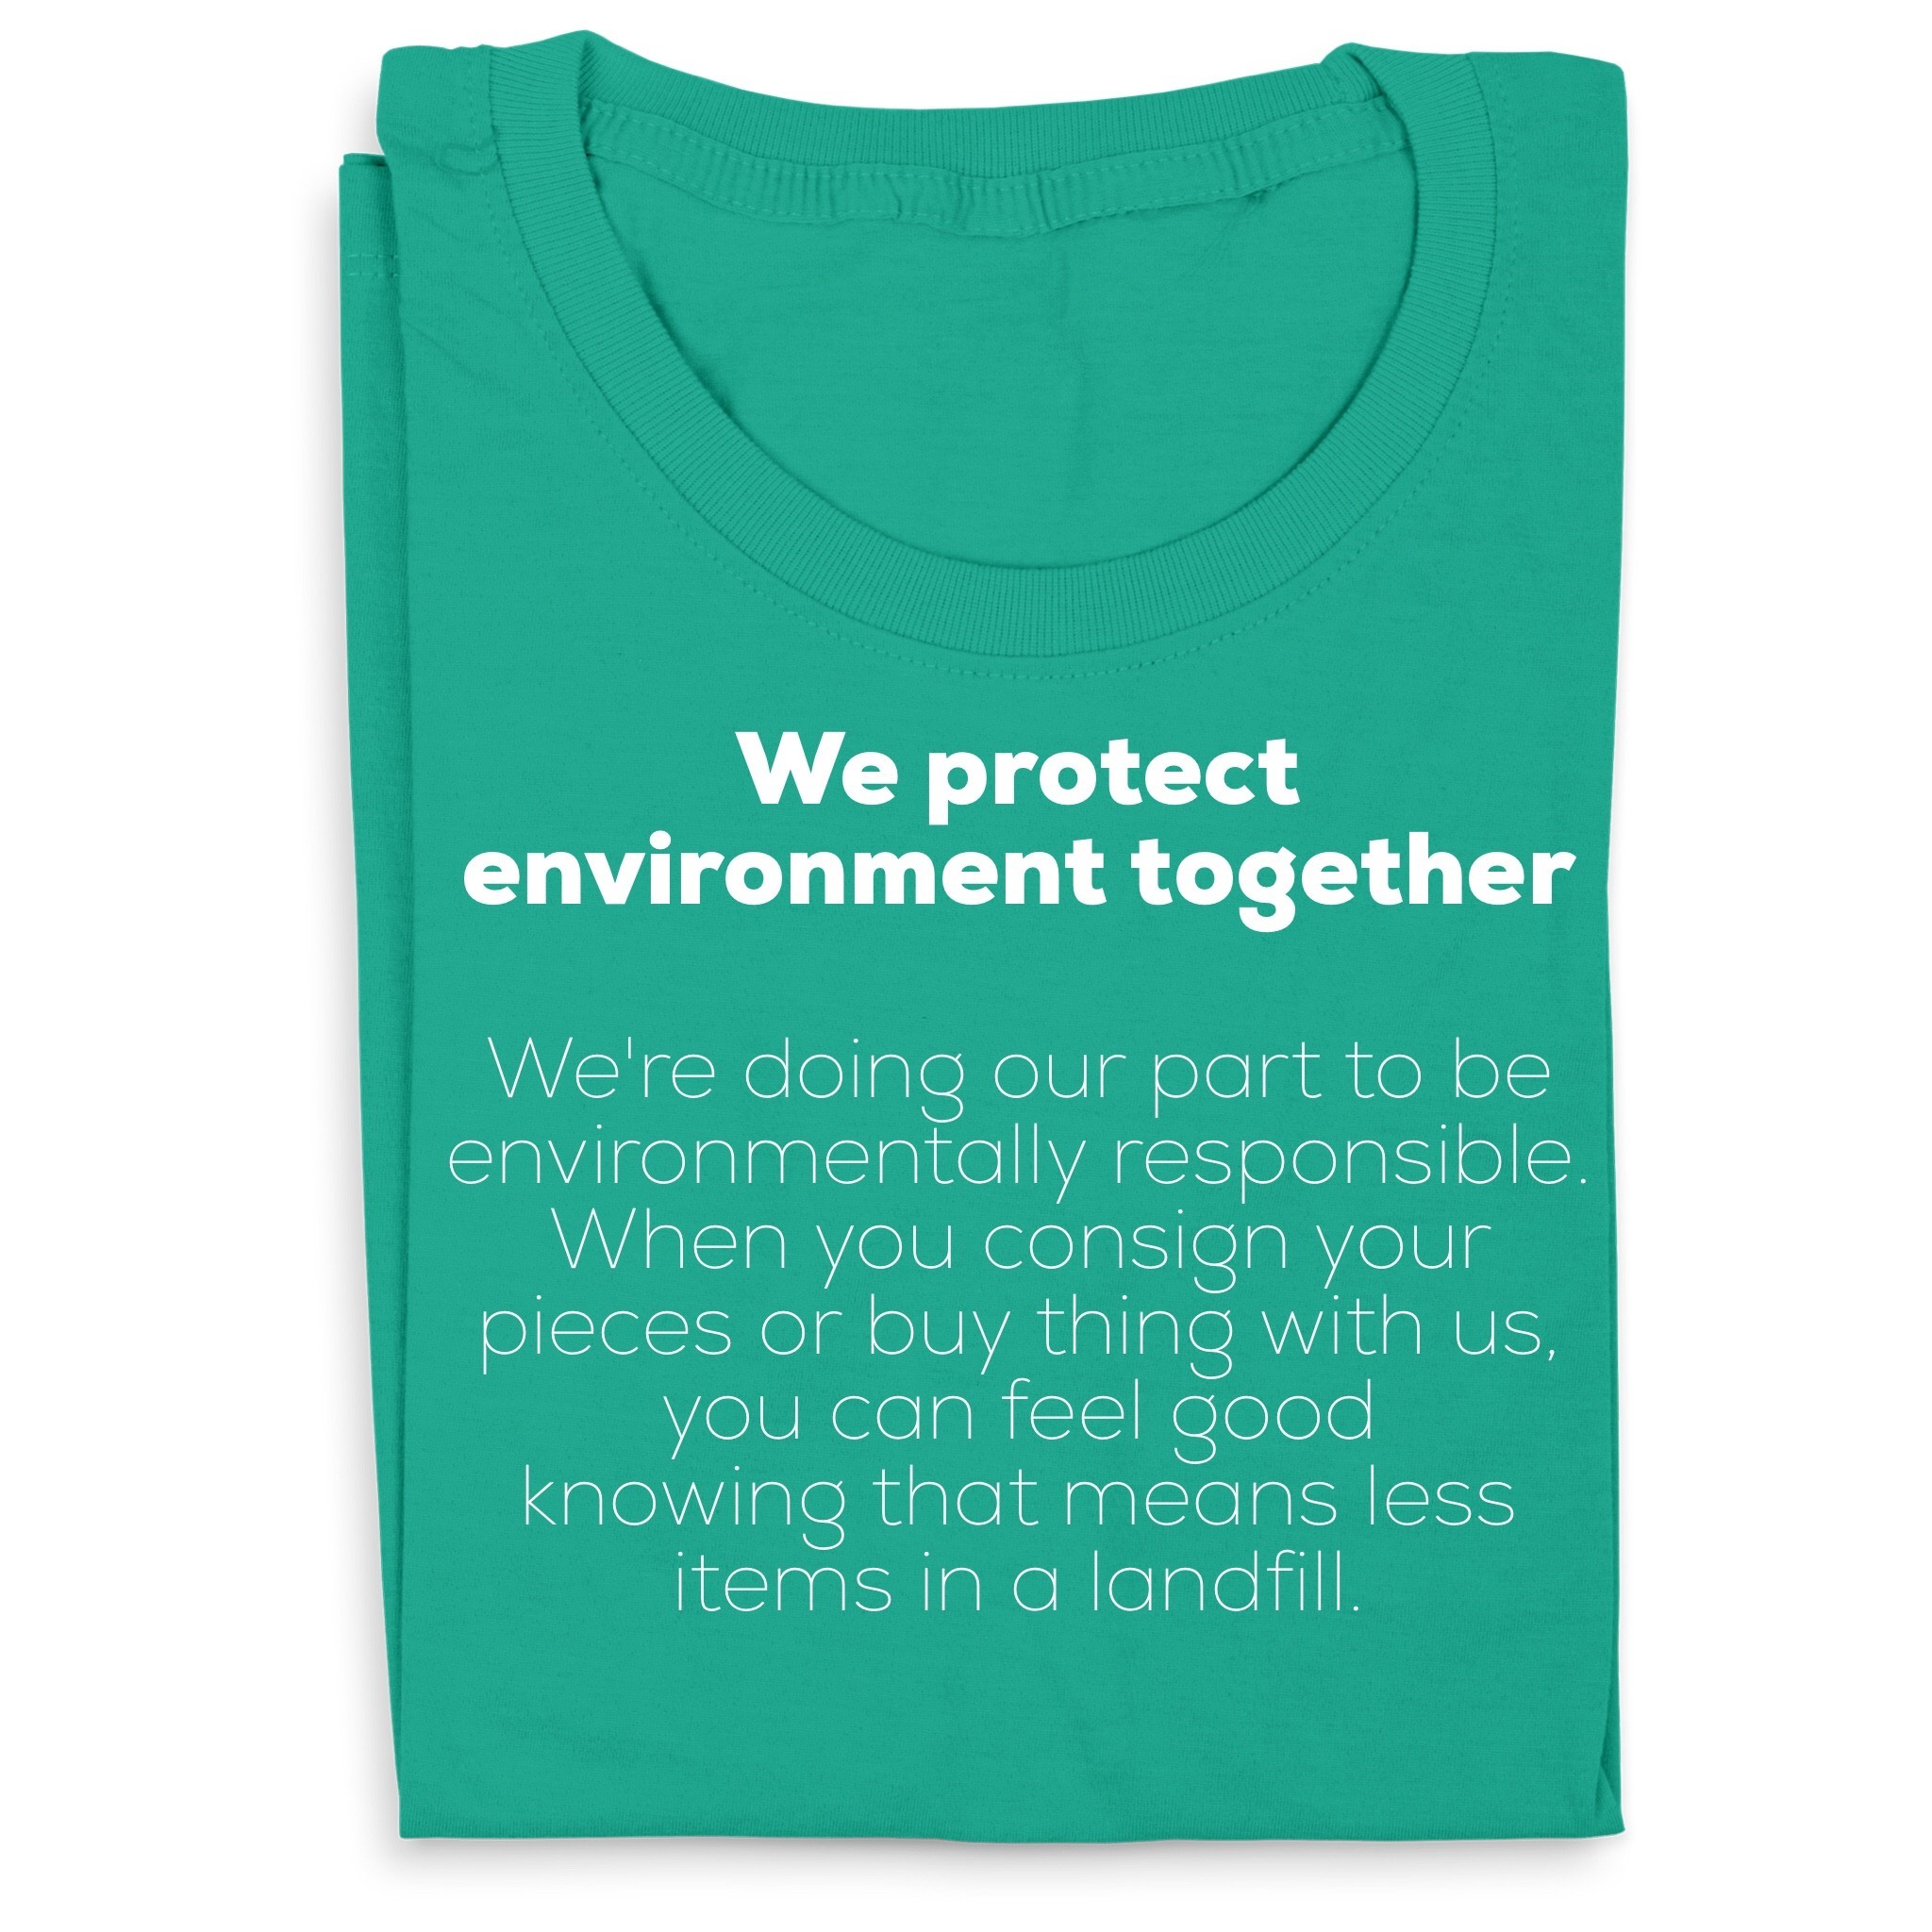 We protect
environment together
We're doing our part to be
environmentally responsible.
When you consign your
pieces or buy thing with us,
you can feel good
knowing that means less
items in a landfill.